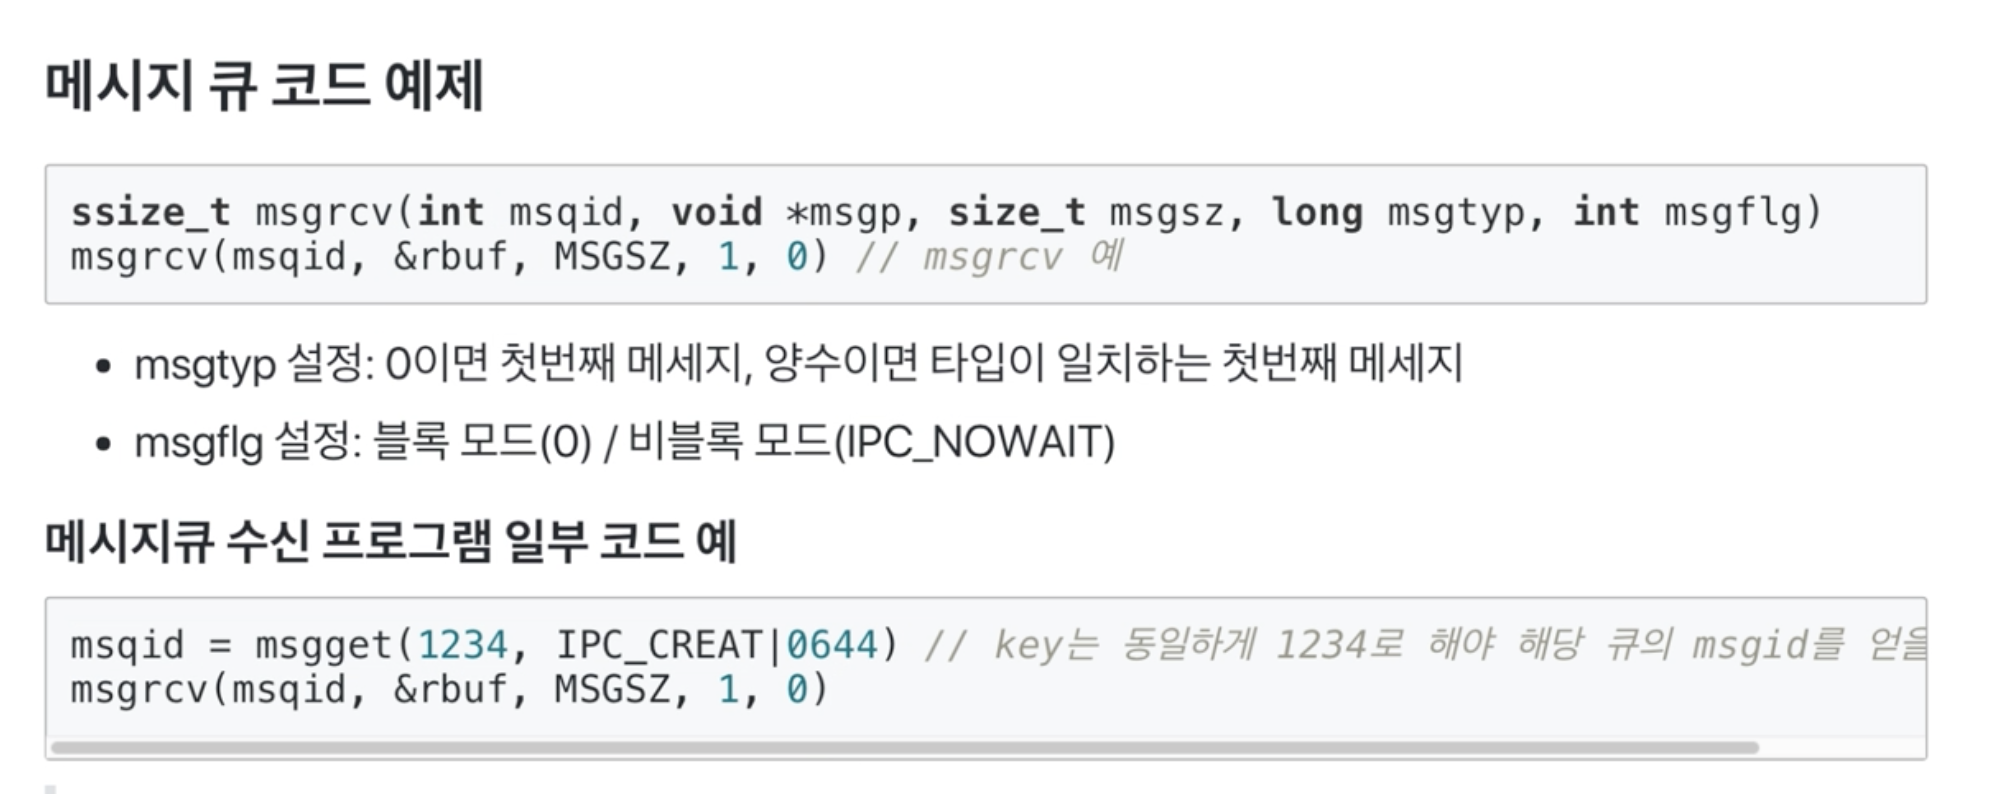 메시지 큐 코드 예제
ssize_t msgrcv(int msqid, void *msgp, size_t msgsz, long msgtyp, int msgflg)
msgrcv(msqid, &rbuf, MSGSZ, 1, 0) // msgrcv 예
• msgtyp 설정: 0이면 첫번째 메세지, 양수이면 타입이 일치하는 첫번째 메세지
• msgflg 설정: 블록 모드(0) / 비블록 모드(IPC_NOWAIT)
메시지큐 수신 프로그램 일부 코드 예
msqid = msgget(1234, IPC_CREAT|0644) // key는 동일하게 1234로 해야 해당 큐의 msgid를 얻을
msgrcv(msqid, &rbuf, MSGSZ, 1, 0)